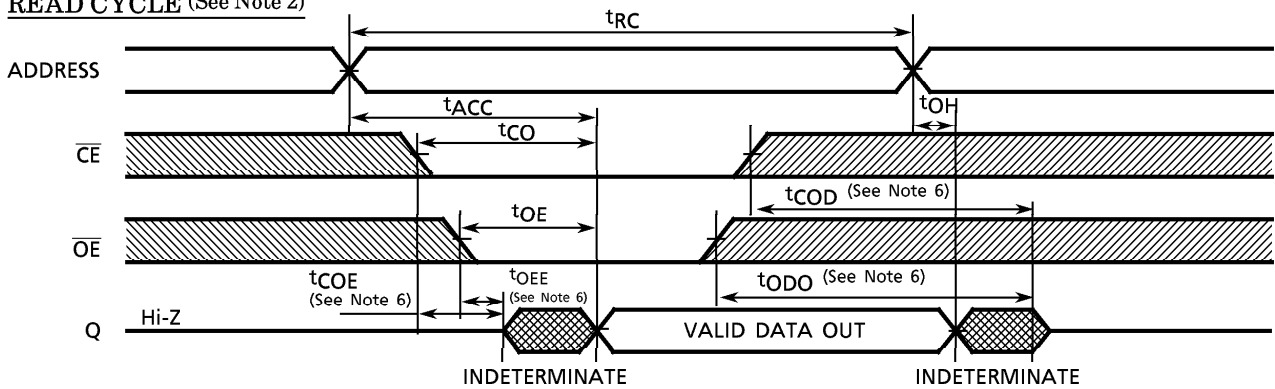 READ CYCLE (See Note 2)
tRC
ADDRESS
tOH
tACC
tCO
CE
tCOD (See Note 6)
tOE
OE
tCOE
(See Note 6)
tOEE
(See Note 6)
tODO (See Note 6)
Hi-Z
Q
VALID DATA OUT
INDETERMINATE
INDETERMINATE